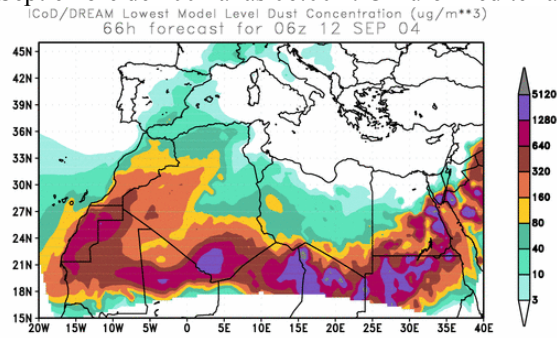 ICoD/DREAM Lowest Model Level Dust Concentration (ug/m**3)
66h forecast for 06z 12 SEP 04
45N
42N
39N
36N
33N
30N
27N
24N
21N
18N
15N
20W 15W 10W 5W 0 5E 10E 15E 20E 25E 30E 35E 40E
5120
1280
640
320
160
80
40
10
3